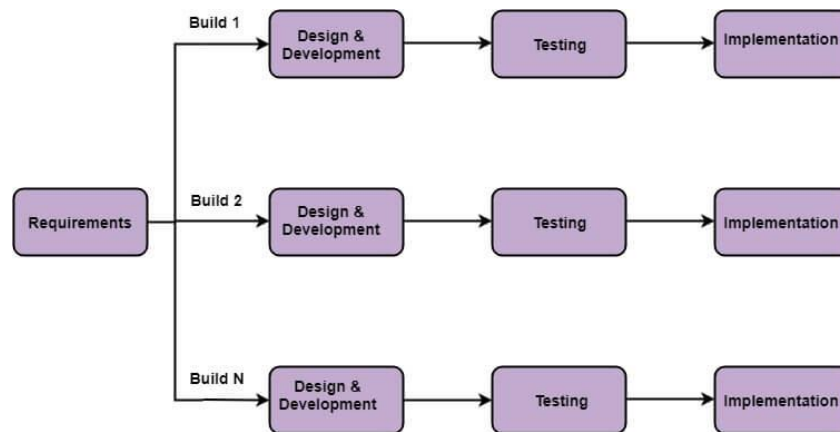 Build 1
Design &
Development
Testing
Implementation
Requirements
Build 2
Design &
Development
Testing
Implementation
Build N
Design &
Development
Testing
Implementation